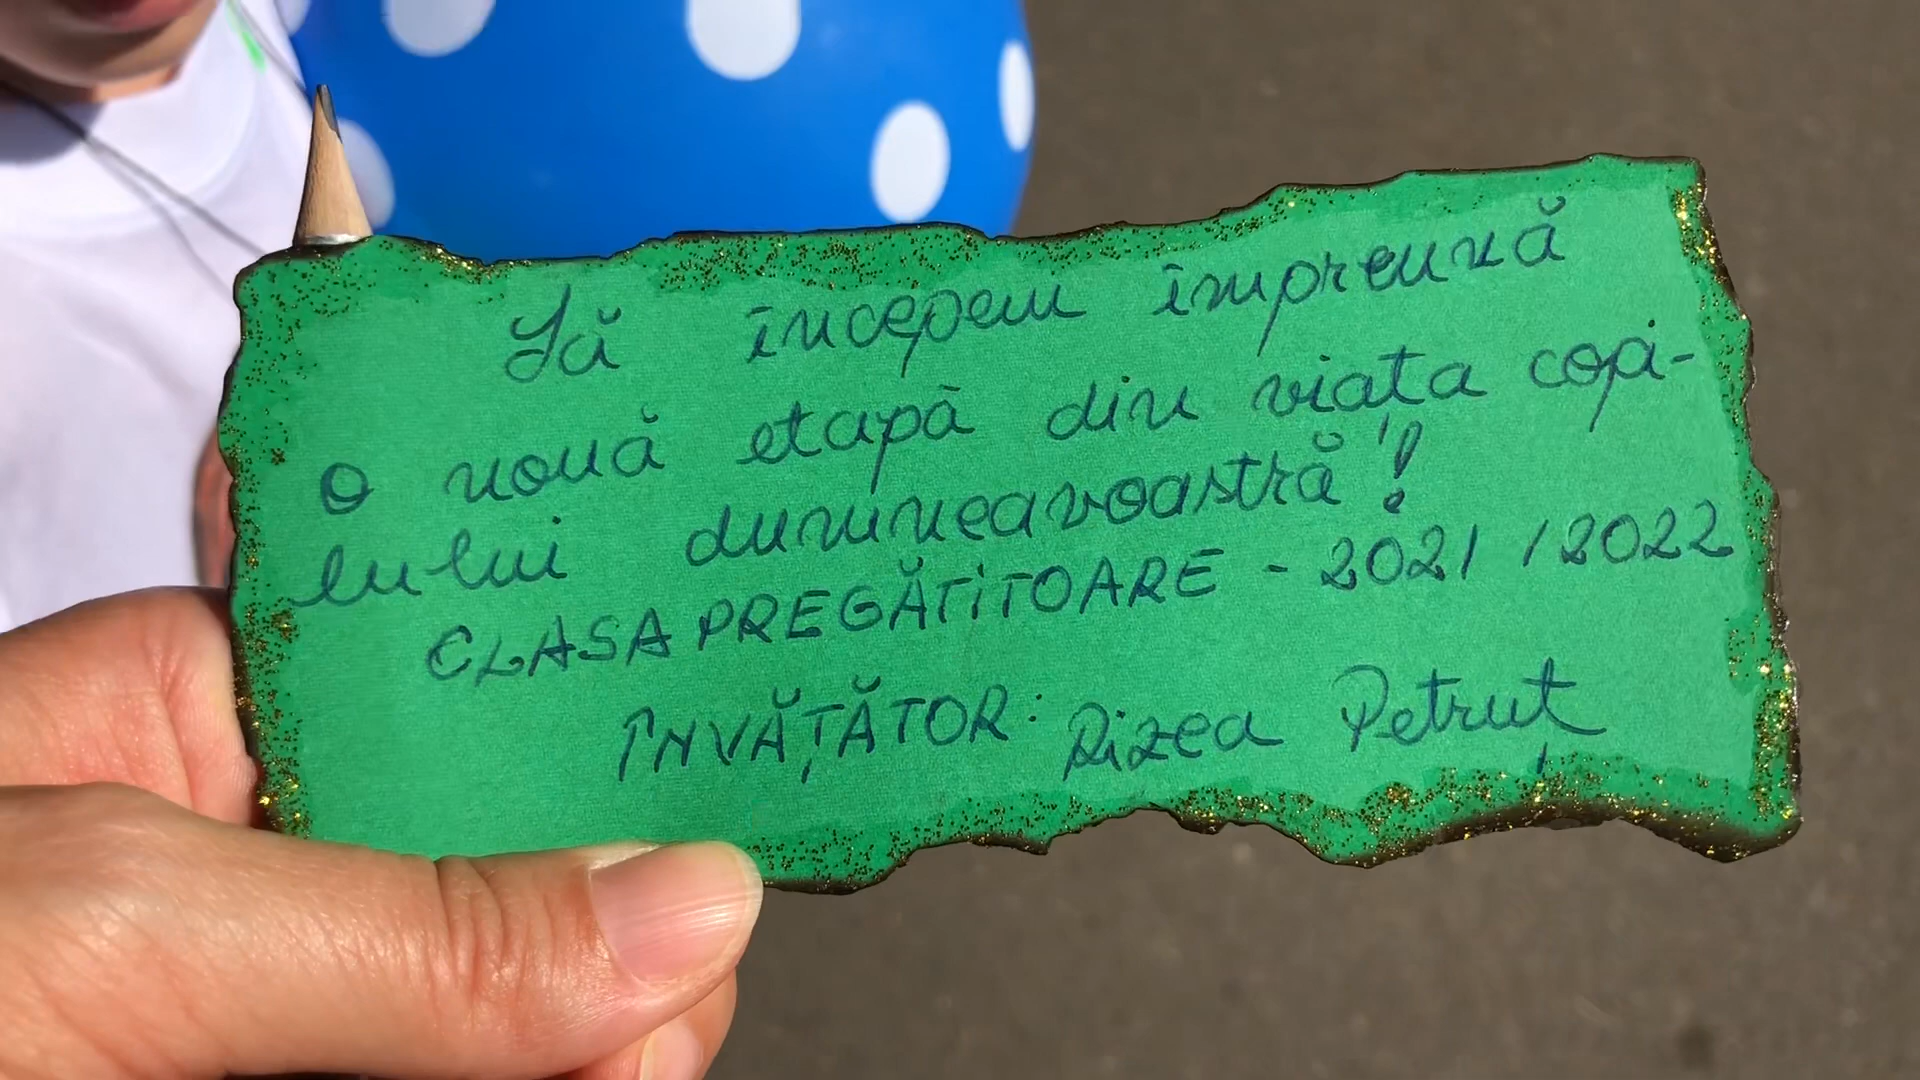 Să începem împreună
o nouă etapă din viața copi-
lului dumneavoastră!
CLASA PREGĂTITOARE - 2021 / 2022
ÎNVĂȚĂTOR: Rizea Petruț